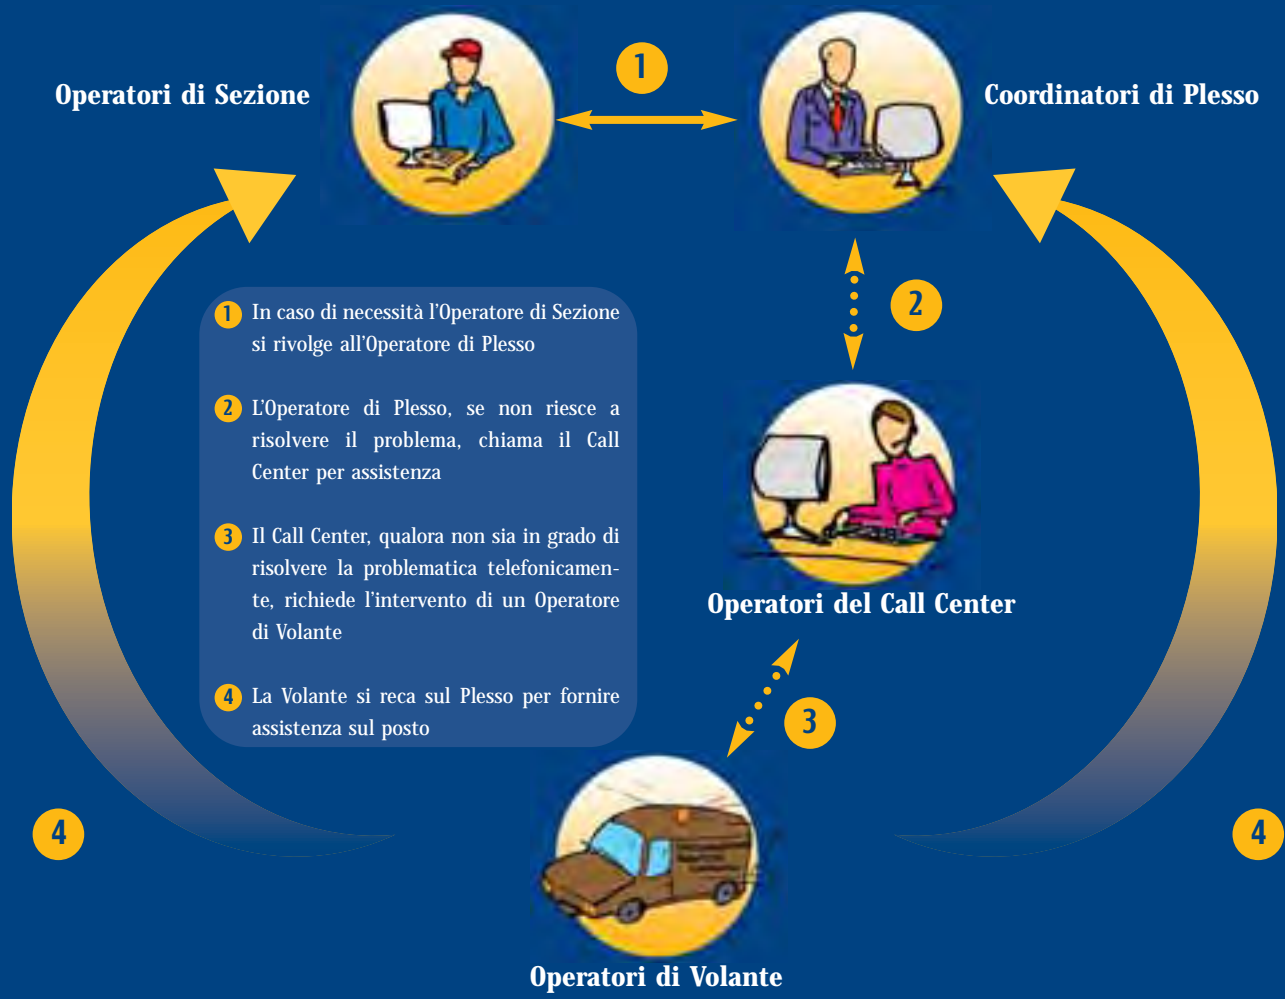 Operatori di Sezione
1
Coordinatori di Plesso
2
1 In caso di necessità l'Operatore di Sezione
si rivolge all'Operatore di Plesso
2 L'Operatore di Plesso, se non riesce a
risolvere il problema, chiama il Call
Center per assistenza
3 Il Call Center, qualora non sia in grado di
risolvere la problematica telefonicamen-
te, richiede l'intervento di un Operatore
di Volante
4 La Volante si reca sul Plesso per fornire
assistenza sul posto
Operatori del Call Center
3
4
4
Operatori di Volante